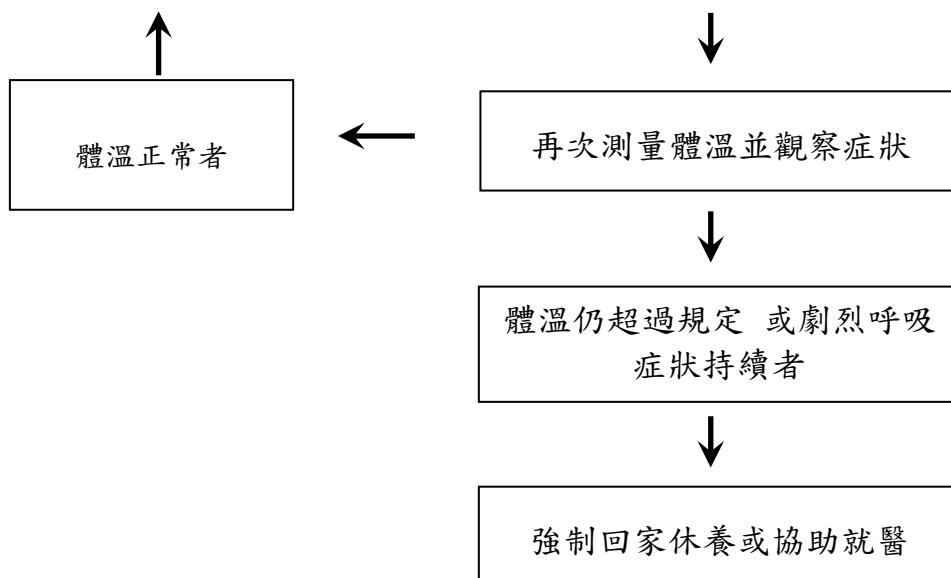 體溫正常者
再次測量體溫並觀察症狀
體溫仍超過規定 或劇烈呼吸
症狀持續者
強制回家休養或協助就醫